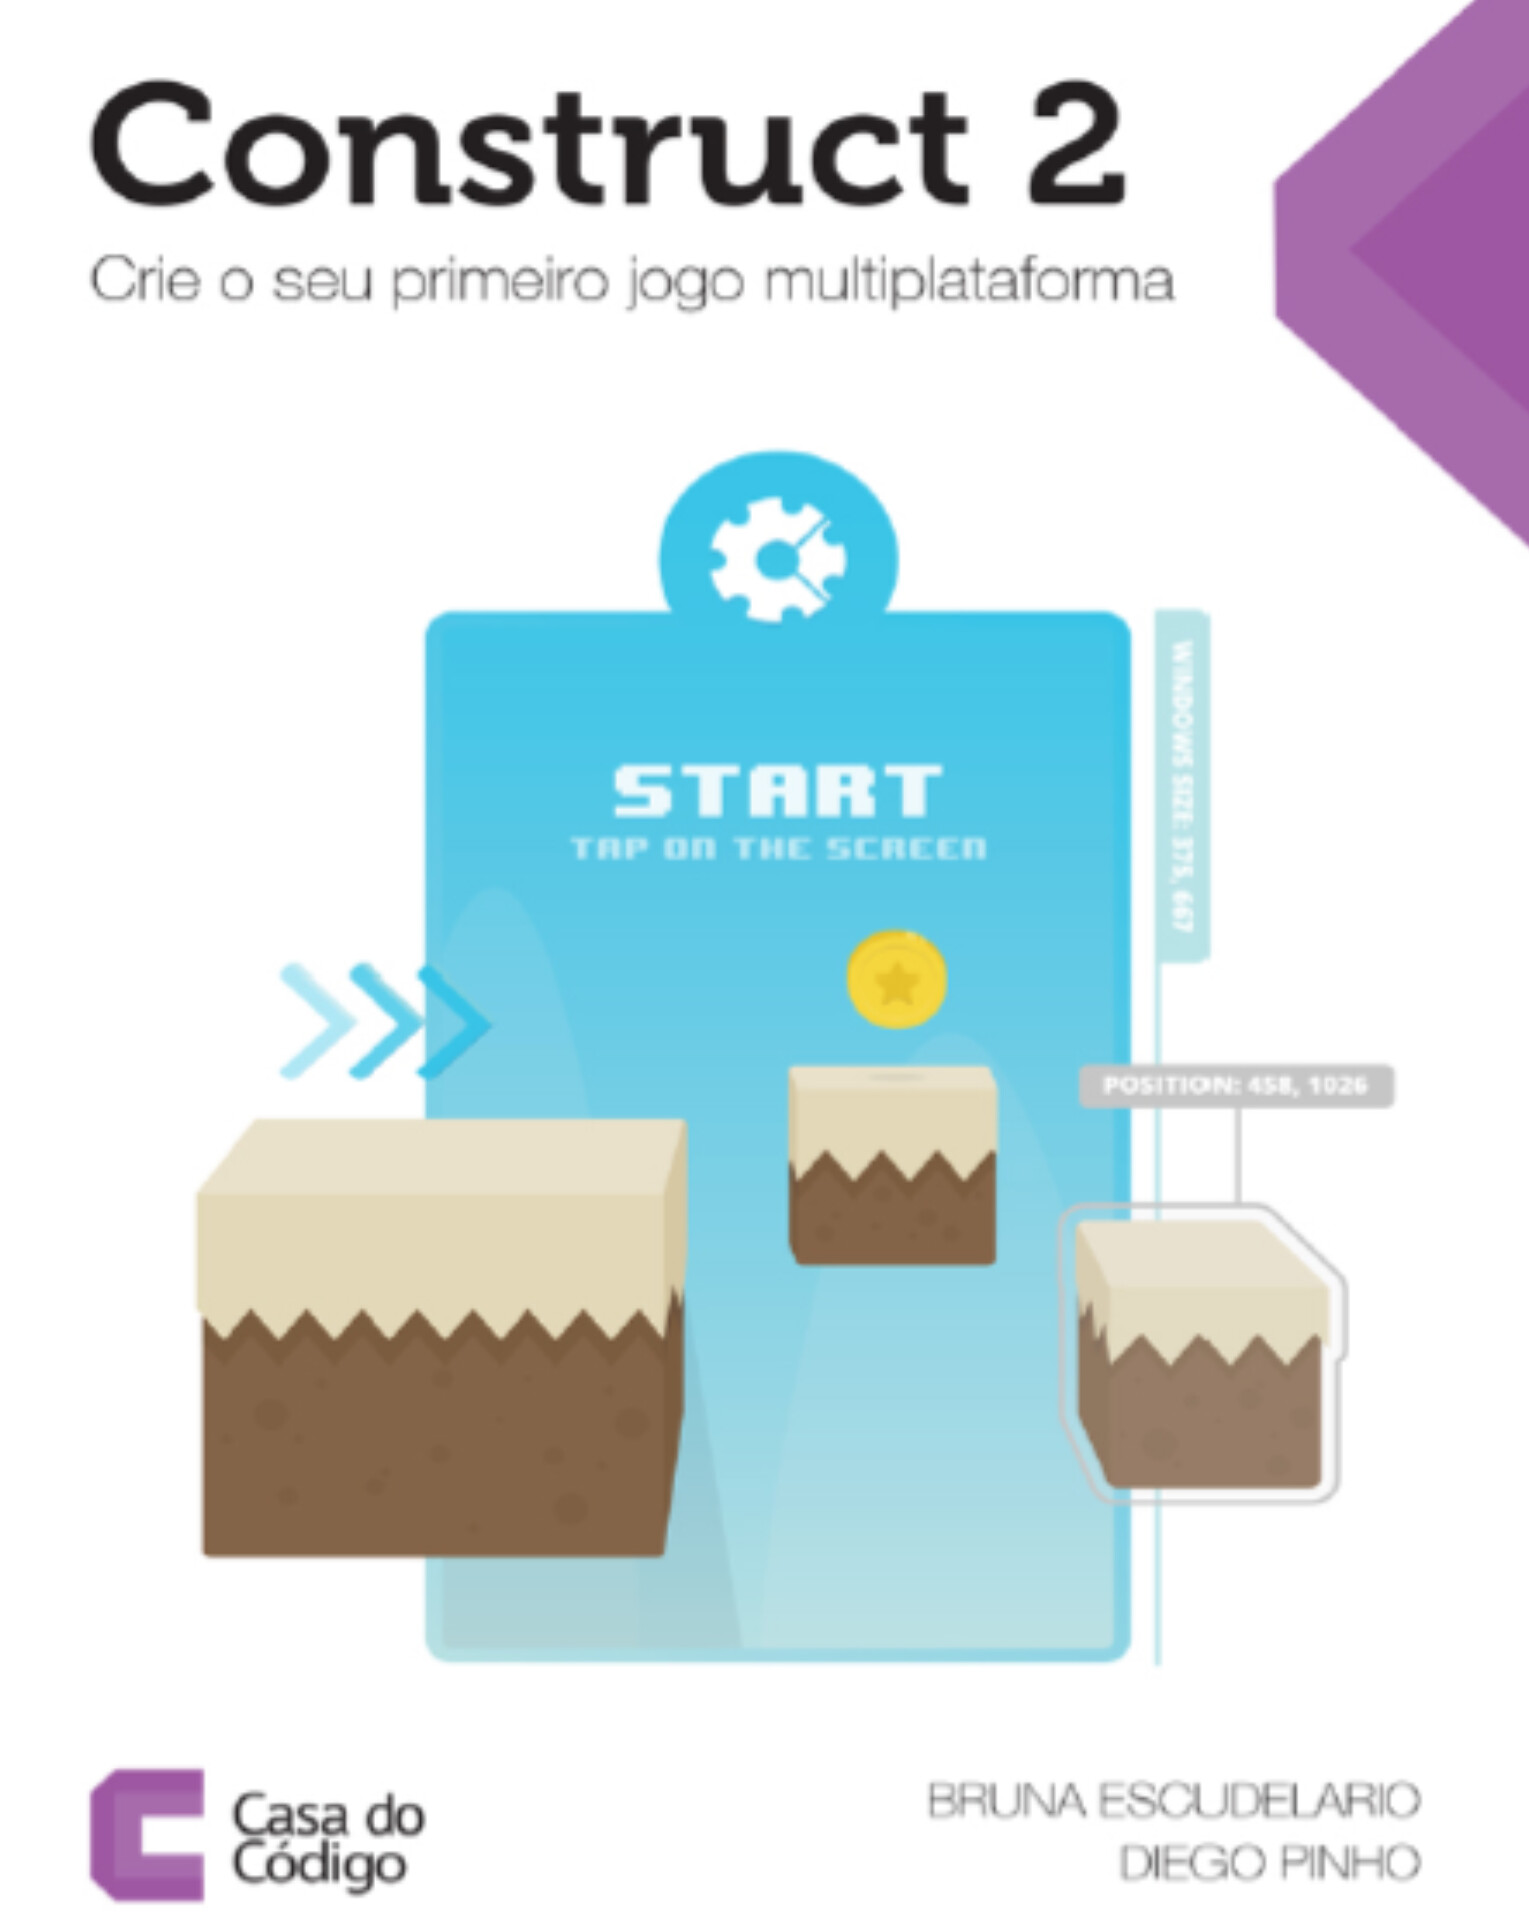 Construct 2
Crie o seu primeiro jogo multiplataforma
START
TAP ON THE SCREEN
WINDOWS SIZE: 375, 667
POSITION: 458, 1026
Casa do
Código
BRUNA ESCUDELARIO
DIEGO PINHO